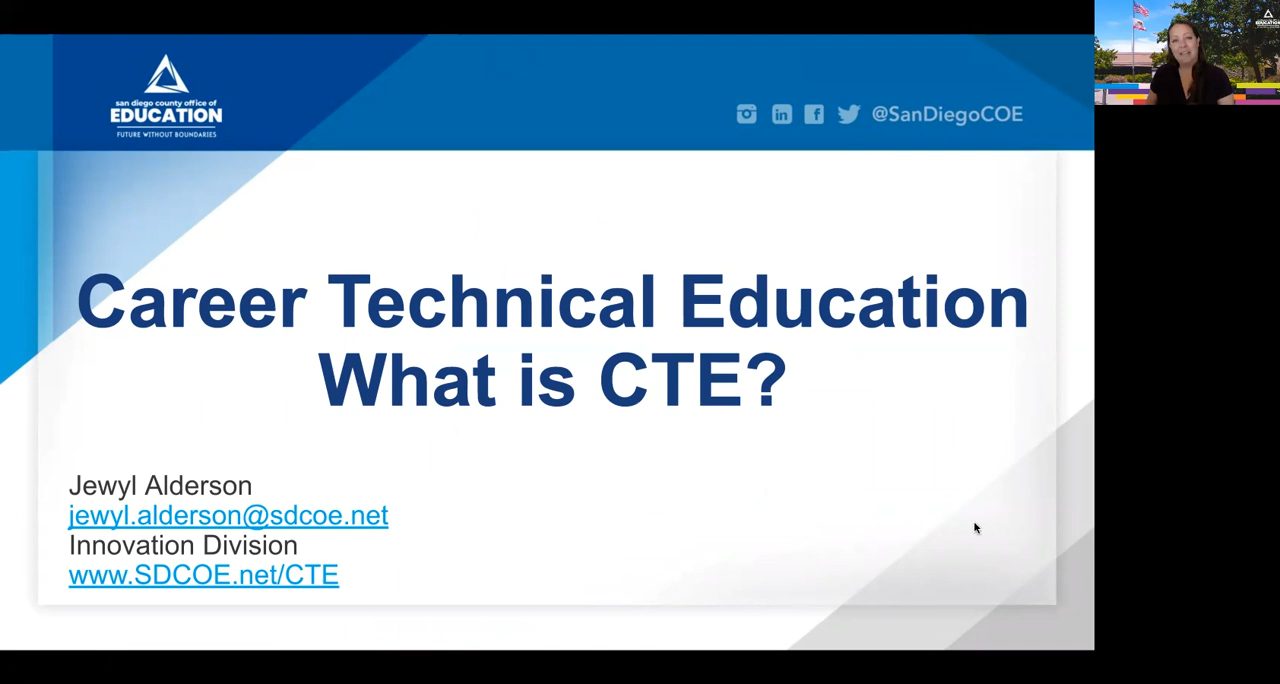 san diego county office of
EDUCATION
FUTURE WITHOUT BOUNDARIES
@SanDiegoCOE
Career Technical Education
What is CTE?
Jewyl Alderson
jewyl.alderson@sdcoe.net
Innovation Division
www.SDCOE.net/CTE
EDUCATION